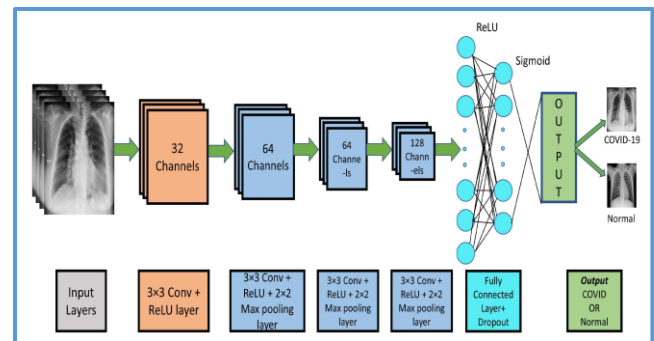 ReLU
Sigmoid
32
Channels
64
Channels
64
Channe
-ls
128
Chann
-els
O
U
T
P
U
T
COVID-19
Normal
Input
Layers
3×3 Conv +
ReLU layer
3×3 Conv +
ReLU + 2×2
Max pooling
layer
3×3 Conv +
ReLU + 2×2
Max pooling
layer
3×3 Conv +
ReLU + 2×2
Max pooling
layer
Fully
Connected
Layer+
Dropout
Output
COVID
OR
Normal